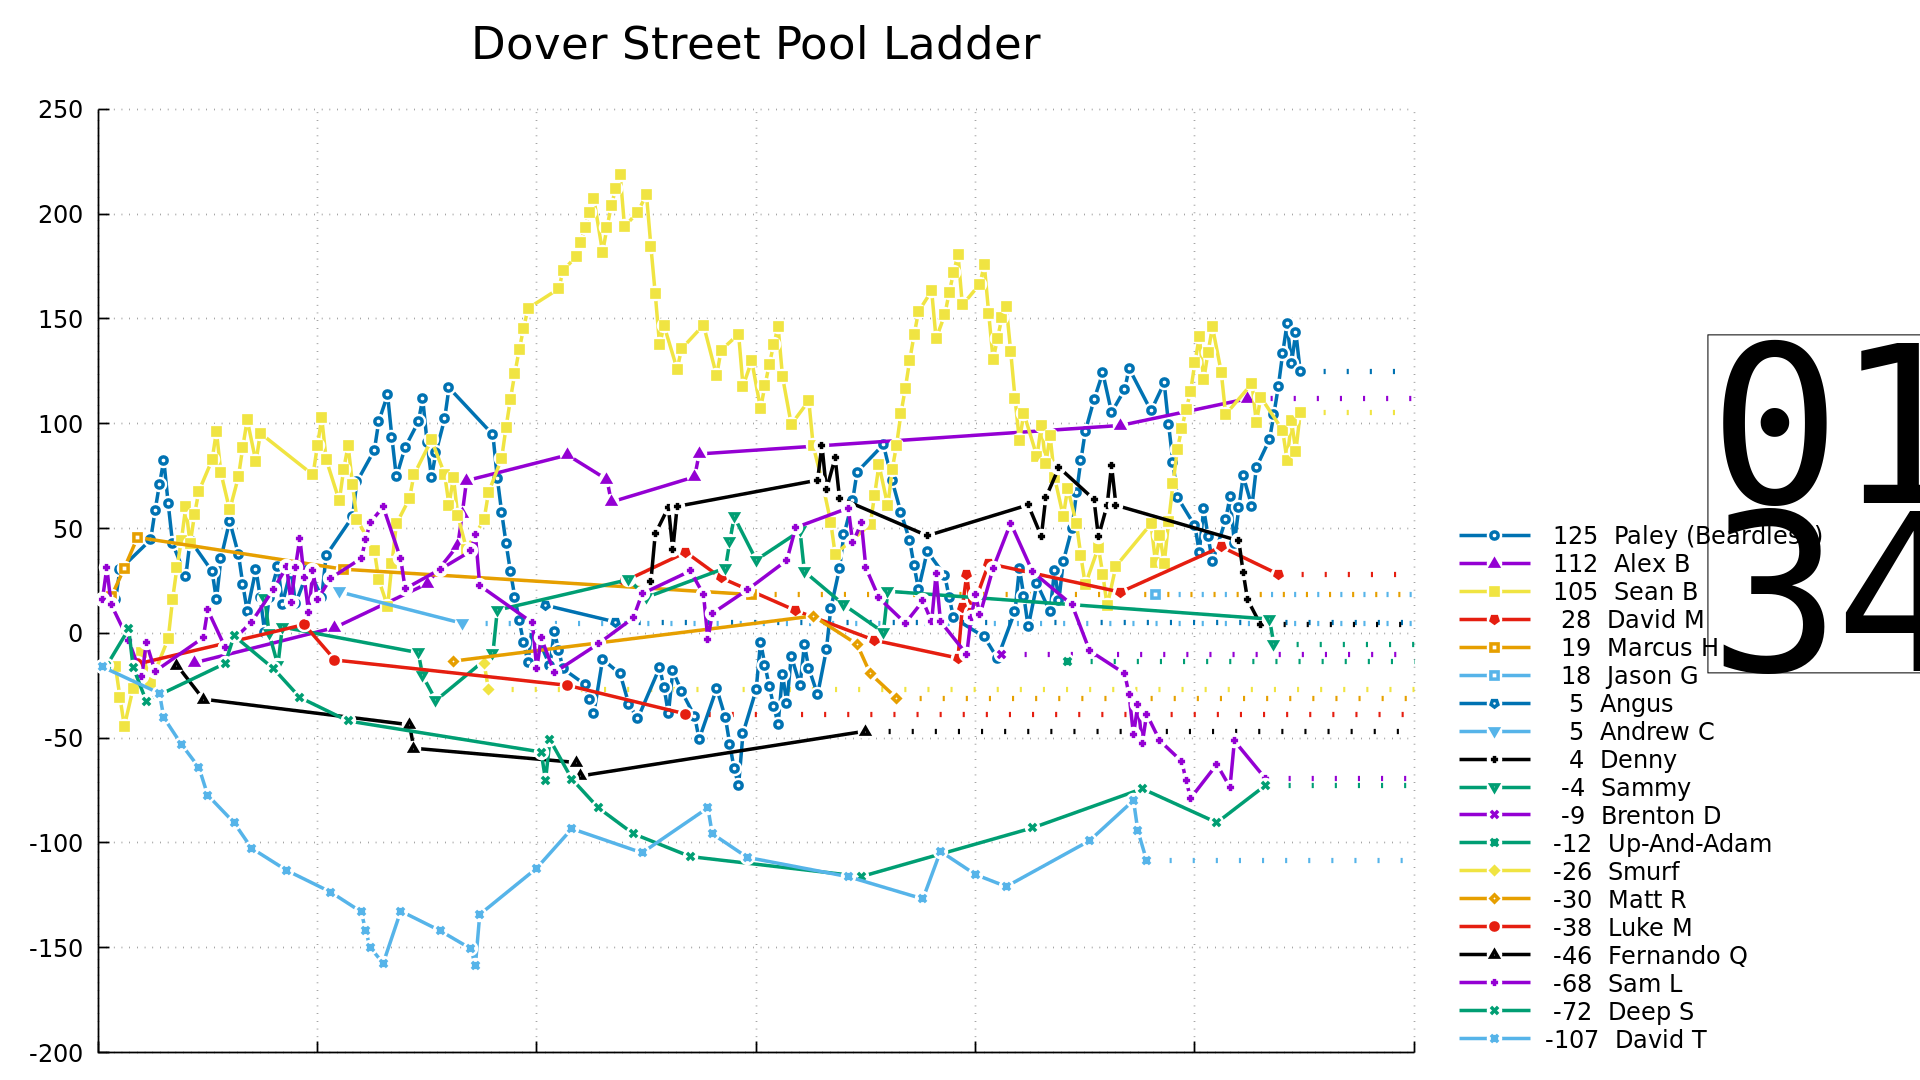 Dover Street Pool Ladder
250
200
150
100
50
0
-50
-100
-150
-200
01
34
125 Paley (Beardless)
112 Alex B
105 Sean B
28 David M
19 Marcus H
18 Jason G
5 Angus
5 Andrew C
4 Denny
-4 Sammy
-9 Brenton D
-12 Up-And-Adam
-26 Smurf
-30 Matt R
-38 Luke M
-46 Fernando Q
-68 Sam L
-72 Deep S
-107 David T